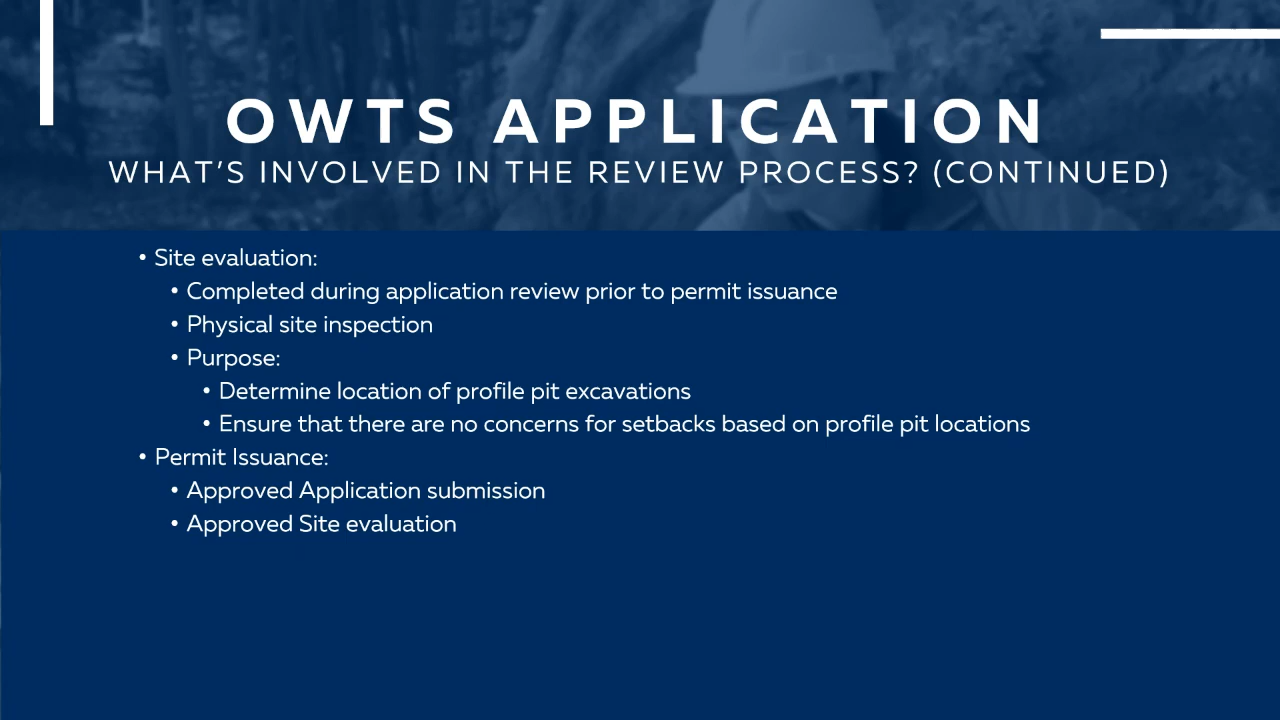 OWTS APPLICATION
WHAT'S INVOLVED IN THE REVIEW PROCESS? (CONTINUED)
• Site evaluation:
• Completed during application review prior to permit issuance
• Physical site inspection
• Purpose:
• Determine location of profile pit excavations
• Ensure that there are no concerns for setbacks based on profile pit locations
• Permit Issuance:
• Approved Application submission
• Approved Site evaluation